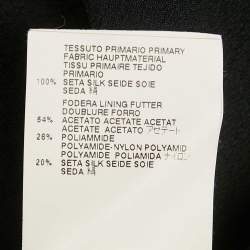 TESSUTO PRIMARIO PRIMARY
FABRIC HAUPTMATERIAL
TISSU PRIMAIRE TEJIDO
PRIMARIO
100% SETA SILK SEIDE SOIE
SEDA 絹
FODERA LINING FUTTER
DOUBLURE FORRO
54% ACETATO ACETATE ACETAT
ACETATE ACETATO アセテート
26% POLIAMMIDE
POLYAMIDE-NYLON POLYAMID
POLYAMIDE POLIAMIDA ナイロン
20% SETA SILK SEIDE SOIE
SEDA 絹